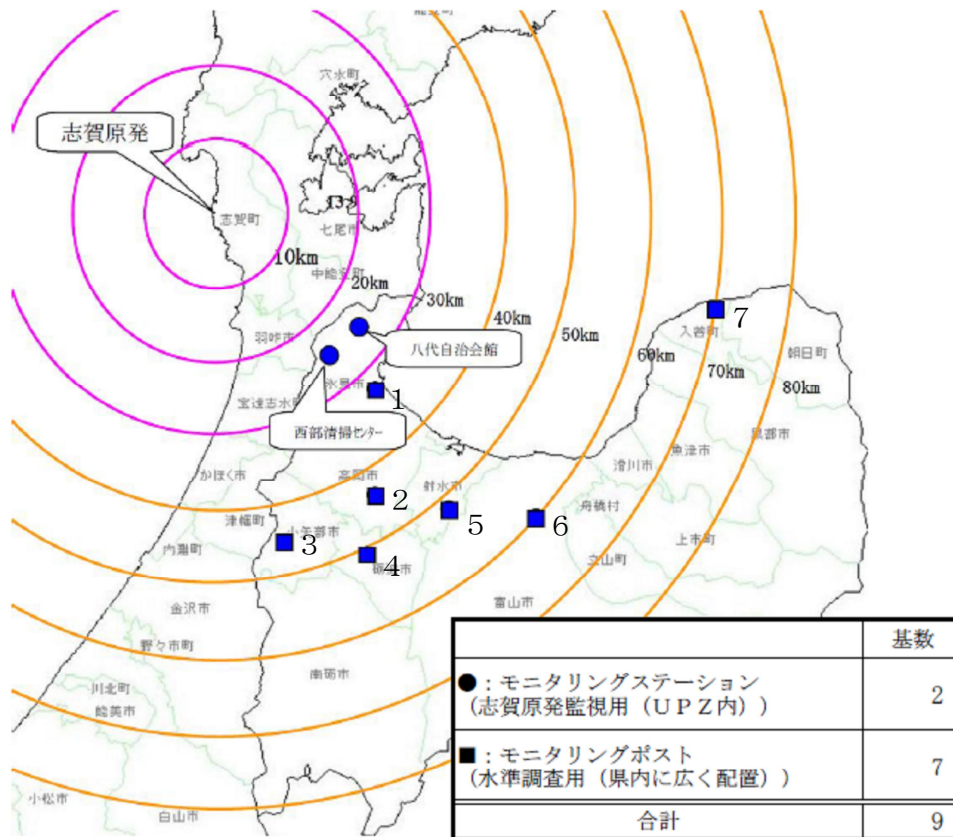 穴水町
志賀原発
志賀町
七尾市
10km
中能登町
20km
30km
40km
50km
60km
70km
80km
羽咋市
八代自治会館
入善町
7
朝日町
氷見市
1
宝達志水町
西部清掃センター
黒部市
魚津市
滑川市
かほく市
高岡市
射水市
舟橋村
2
5
6
津幡町
小矢部市
3
4
砺波市
内灘町
上市町
立山町
金沢市
富山市
野々市町
南砺市
川北町
能美市
小松市
白山市
基数
●：モニタリングステーション
（志賀原発監視用（ＵＰＺ内））
2
■：モニタリングポスト
（水準調査用（県内に広く配置））
7
合計
9